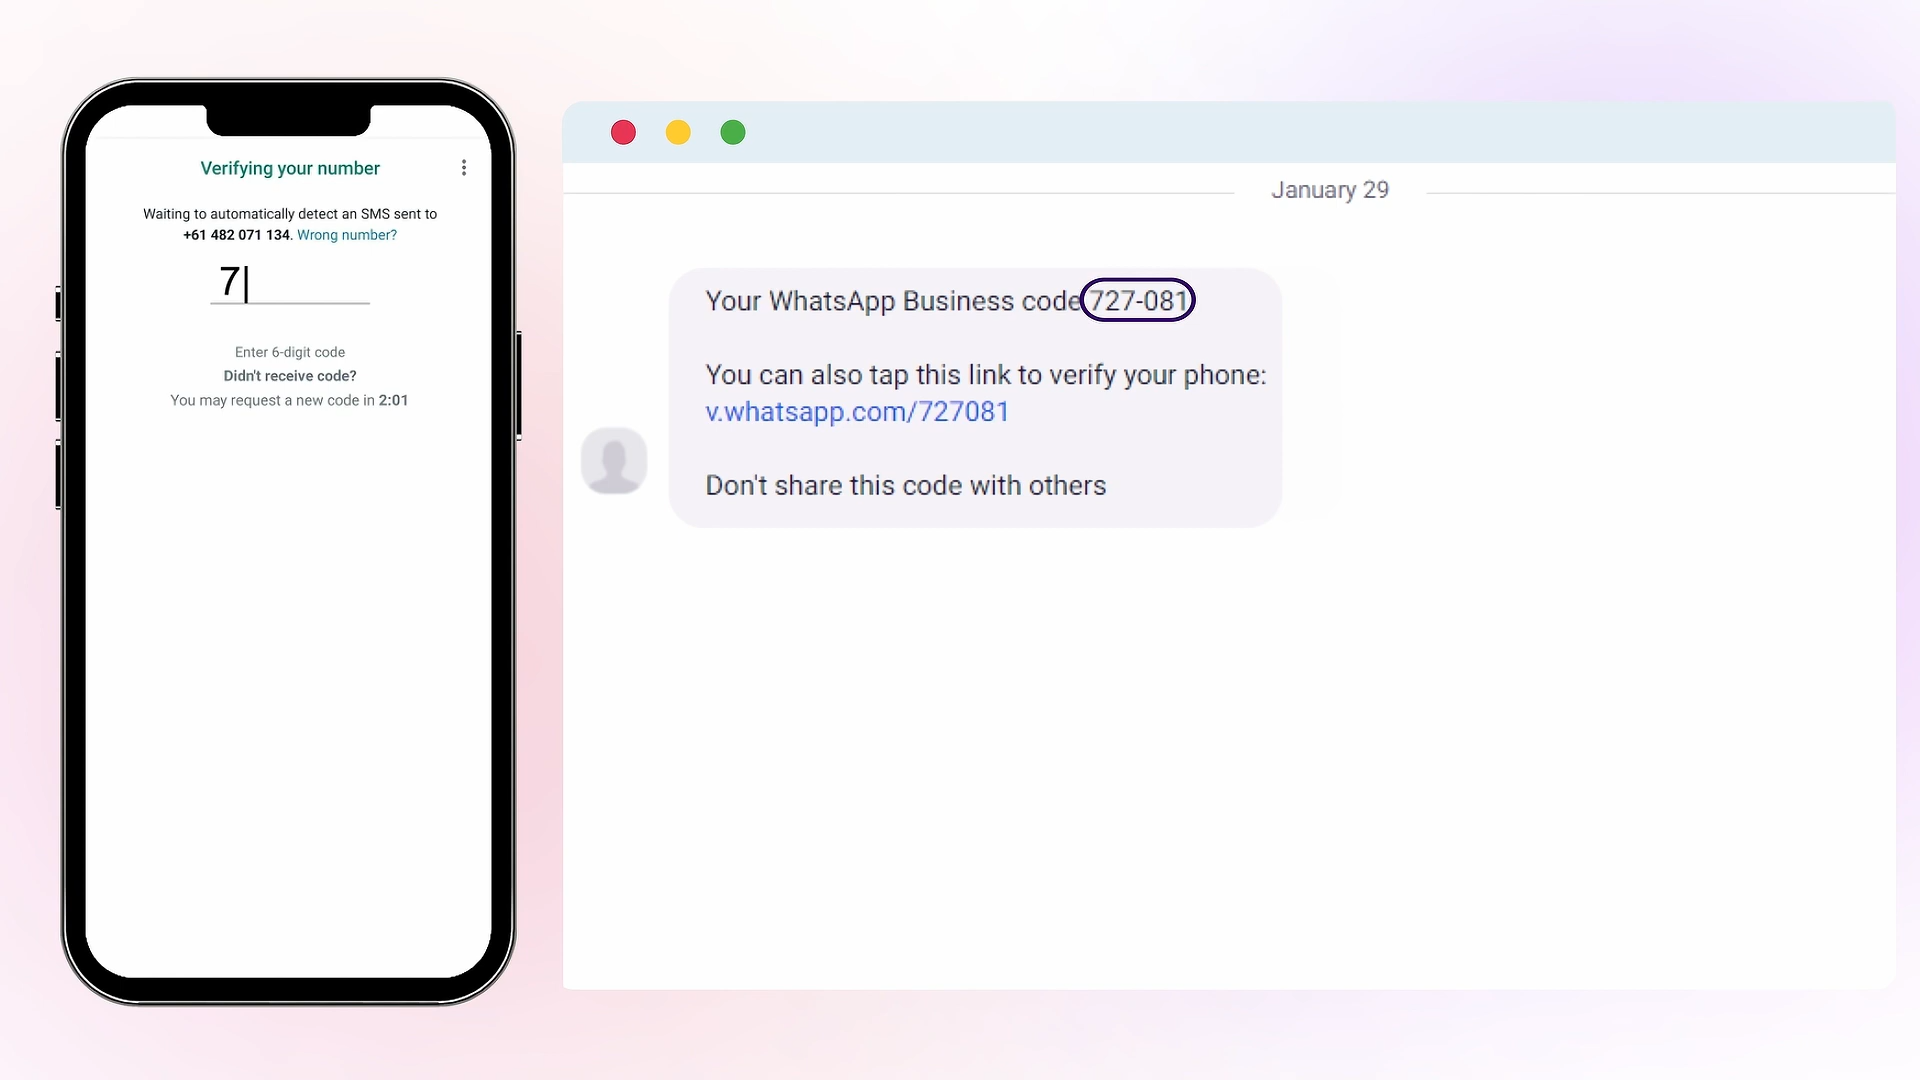 Verifying your number
Waiting to automatically detect an SMS sent to
+61 482 071 134. Wrong number?
7
Enter 6-digit code
Didn't receive code?
You may request a new code in 2:01
January 29
Your WhatsApp Business code 727-081
You can also tap this link to verify your phone:
v.whatsapp.com/727081
Don't share this code with others